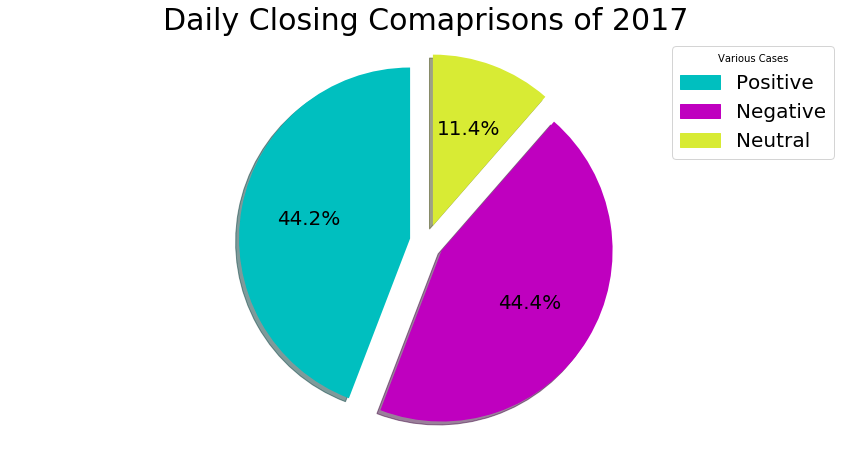 Daily Closing Comaprisons of 2017
Various Cases
Positive
Negative
Neutral
11.4%
44.2%
44.4%